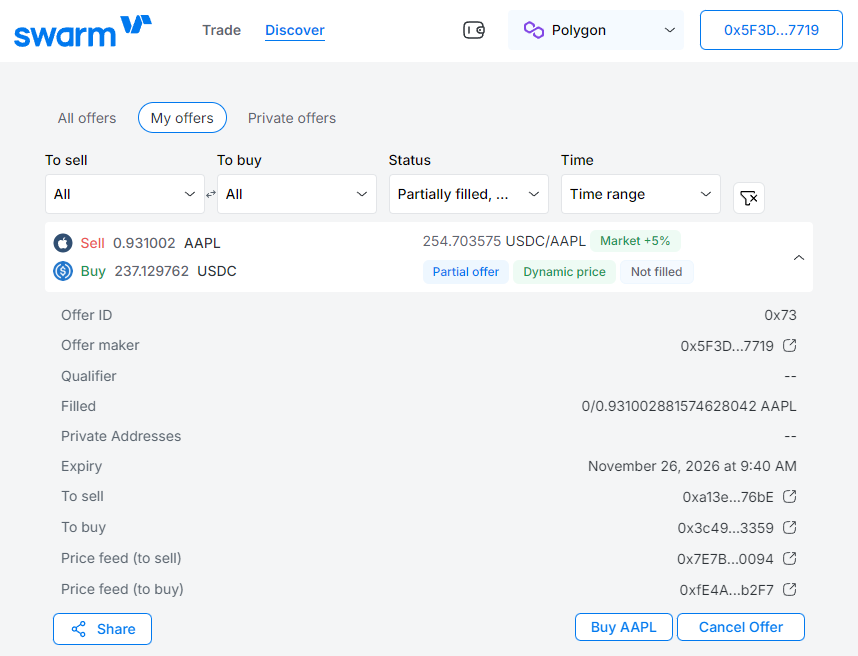 swarm Trade Discover Polygon 0x5F3D...7719
All offers My offers Private offers
To sell To buy Status Time
All All Partially filled, ... Time range
Sell 0.931002 AAPL 254.703575 USDC/AAPL Market +5%
Buy 237.129762 USDC Partial offer Dynamic price Not filled
Offer ID 0x73
Offer maker 0x5F3D...7719
Qualifier --
Filled 0/0.931002881574628042 AAPL
Private Addresses --
Expiry November 26, 2026 at 9:40 AM
To sell 0xa13e...76bE
To buy 0x3c49...3359
Price feed (to sell) 0x7E7B...0094
Price feed (to buy) 0xfE4A...b2F7
Share Buy AAPL Cancel Offer